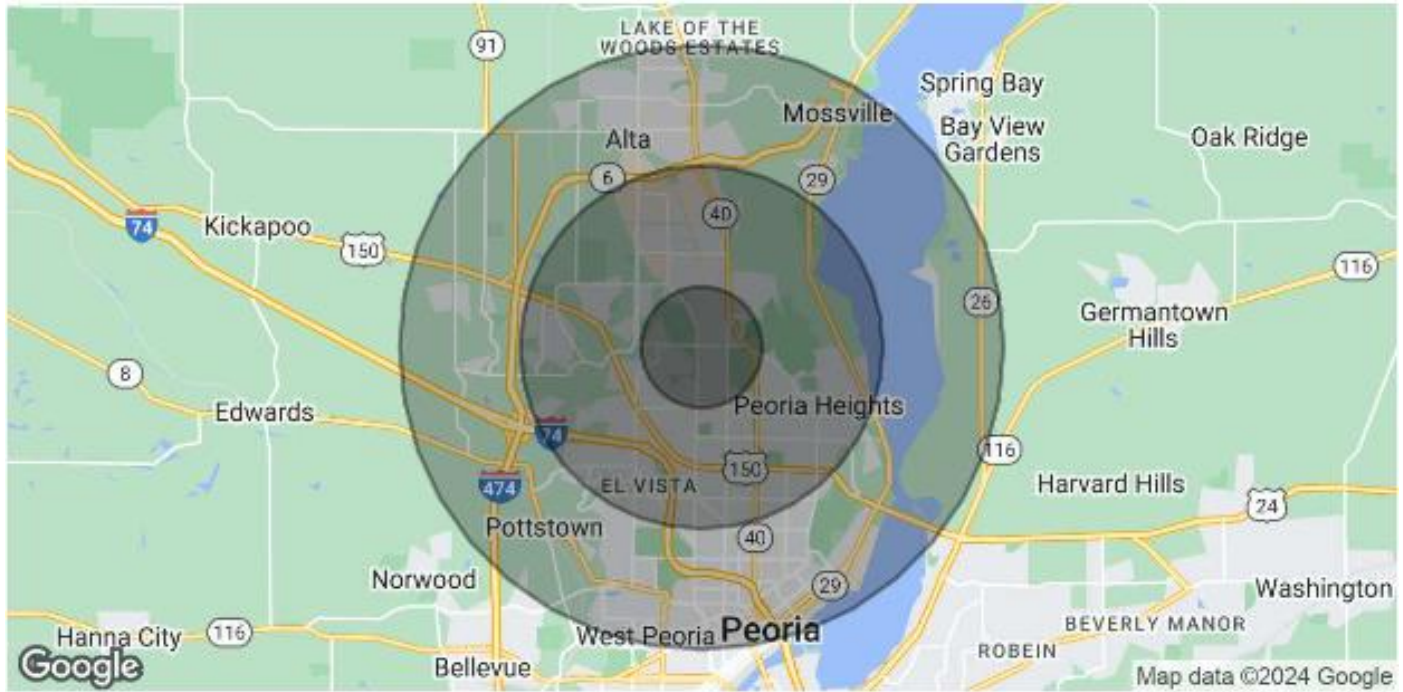 LAKE OF THE
WOODS ESTATES
91
Spring Bay
Mossville
Bay View
Gardens
Oak Ridge
Alta
6
29
40
74
Kickapoo
150
116
26
Germantown
Hills
8
Edwards
Peoria Heights
74
116
150
EL VISTA
474
Harvard Hills
24
Pottstown
40
Norwood
29
Washington
BEVERLY MANOR
Hanna City
116
West Peoria
Peoria
ROBEIN
Bellevue
Google
Map data ©2024 Google